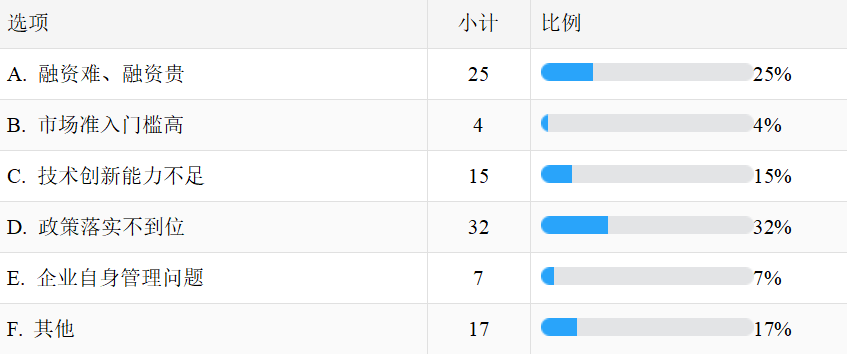 选项 小计 比例
A. 融资难、融资贵 25 25%
B. 市场准入门槛高 4 4%
C. 技术创新能力不足 15 15%
D. 政策落实不到位 32 32%
E. 企业自身管理问题 7 7%
F. 其他 17 17%